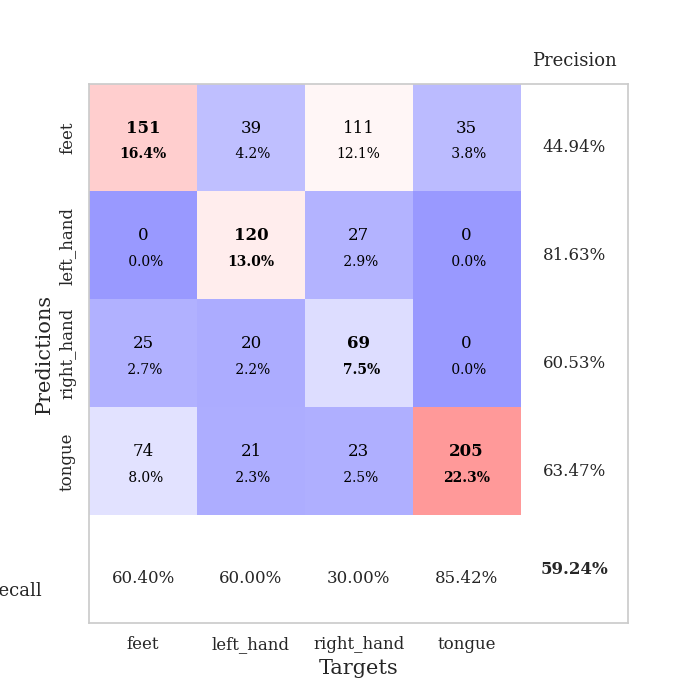 Precision
feet
151 39 111 35
16.4% 4.2% 12.1% 3.8%
44.94%
left_hand
0 120 27 0
0.0% 13.0% 2.9% 0.0%
81.63%
Predictions
right_hand
25 20 69 0
2.7% 2.2% 7.5% 0.0%
60.53%
tongue
74 21 23 205
8.0% 2.3% 2.5% 22.3%
63.47%
ecall
60.40% 60.00% 30.00% 85.42% 59.24%
feet left_hand right_hand tongue
Targets